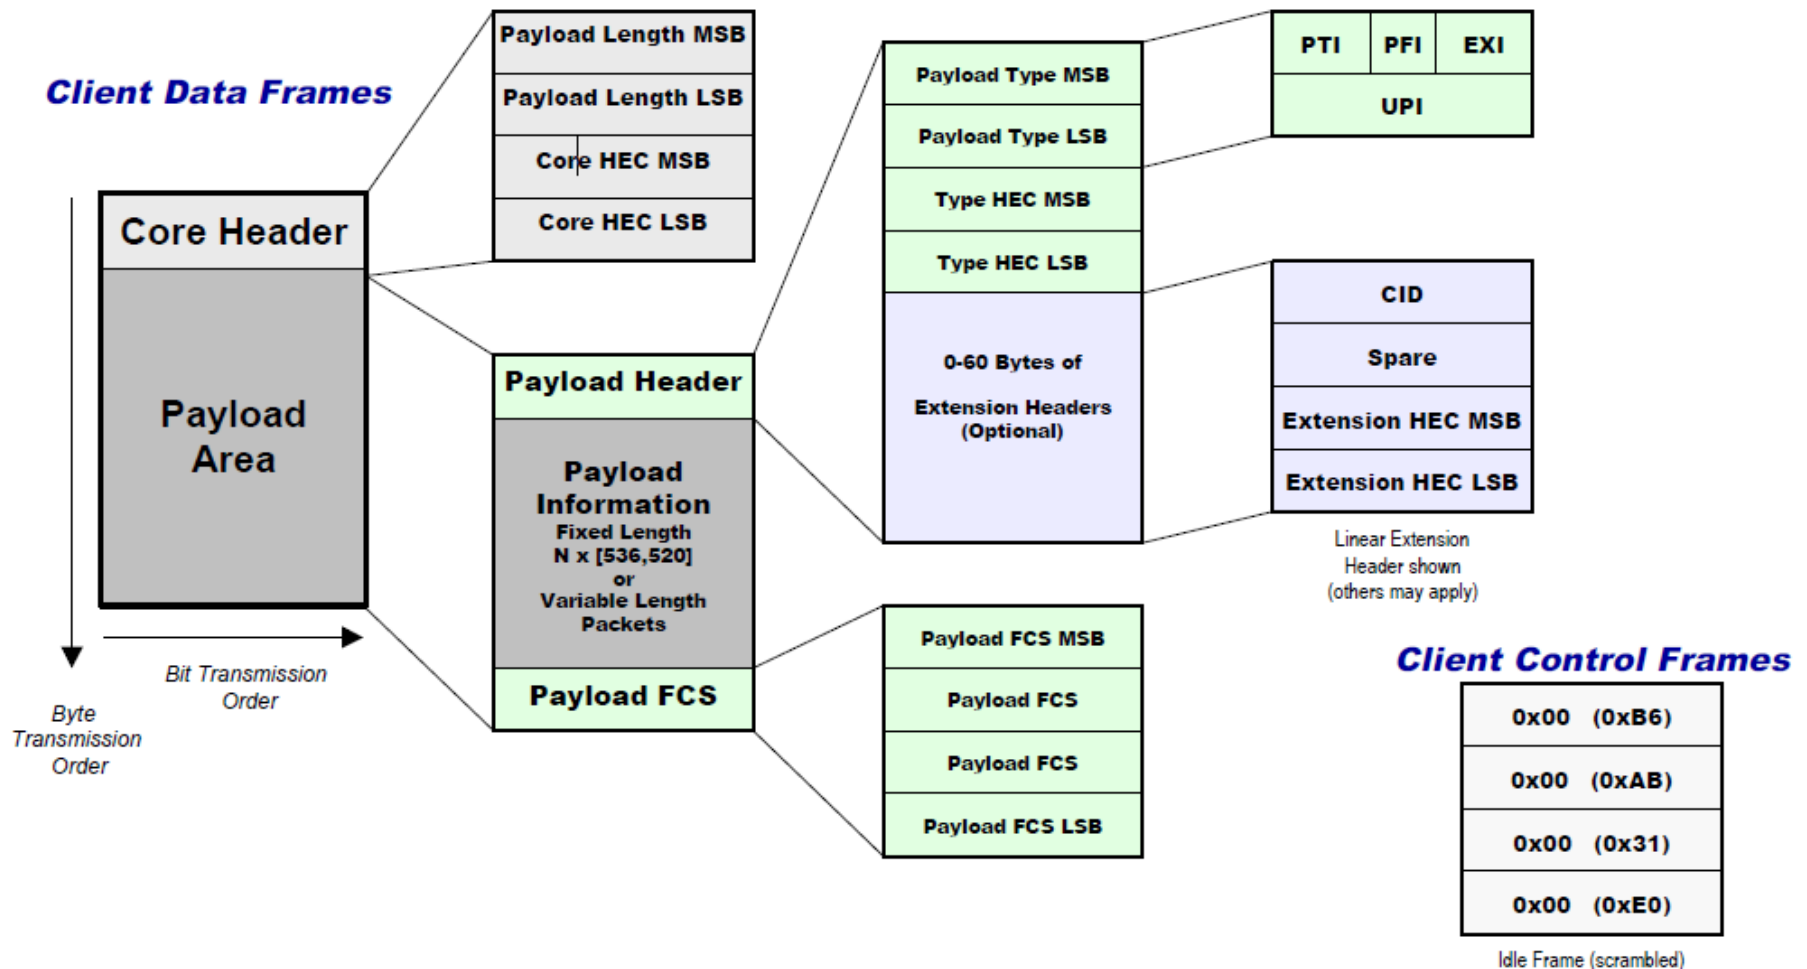 Client Data Frames
Core Header
Payload
Area
Bit Transmission
Order
Byte
Transmission
Order
Payload Length MSB
Payload Length LSB
Core HEC MSB
Core HEC LSB
Payload Header
Payload
Information
Fixed Length
N x [536,520]
or
Variable Length
Packets
Payload FCS
Payload Type MSB
Payload Type LSB
Type HEC MSB
Type HEC LSB
0-60 Bytes of
Extension Headers
(Optional)
Payload FCS MSB
Payload FCS
Payload FCS
Payload FCS LSB
PTI PFI EXI
UPI
CID
Spare
Extension HEC MSB
Extension HEC LSB
Linear Extension
Header shown
(others may apply)
Client Control Frames
0x00 (0xB6)
0x00 (0xAB)
0x00 (0x31)
0x00 (0xE0)
Idle Frame (scrambled)